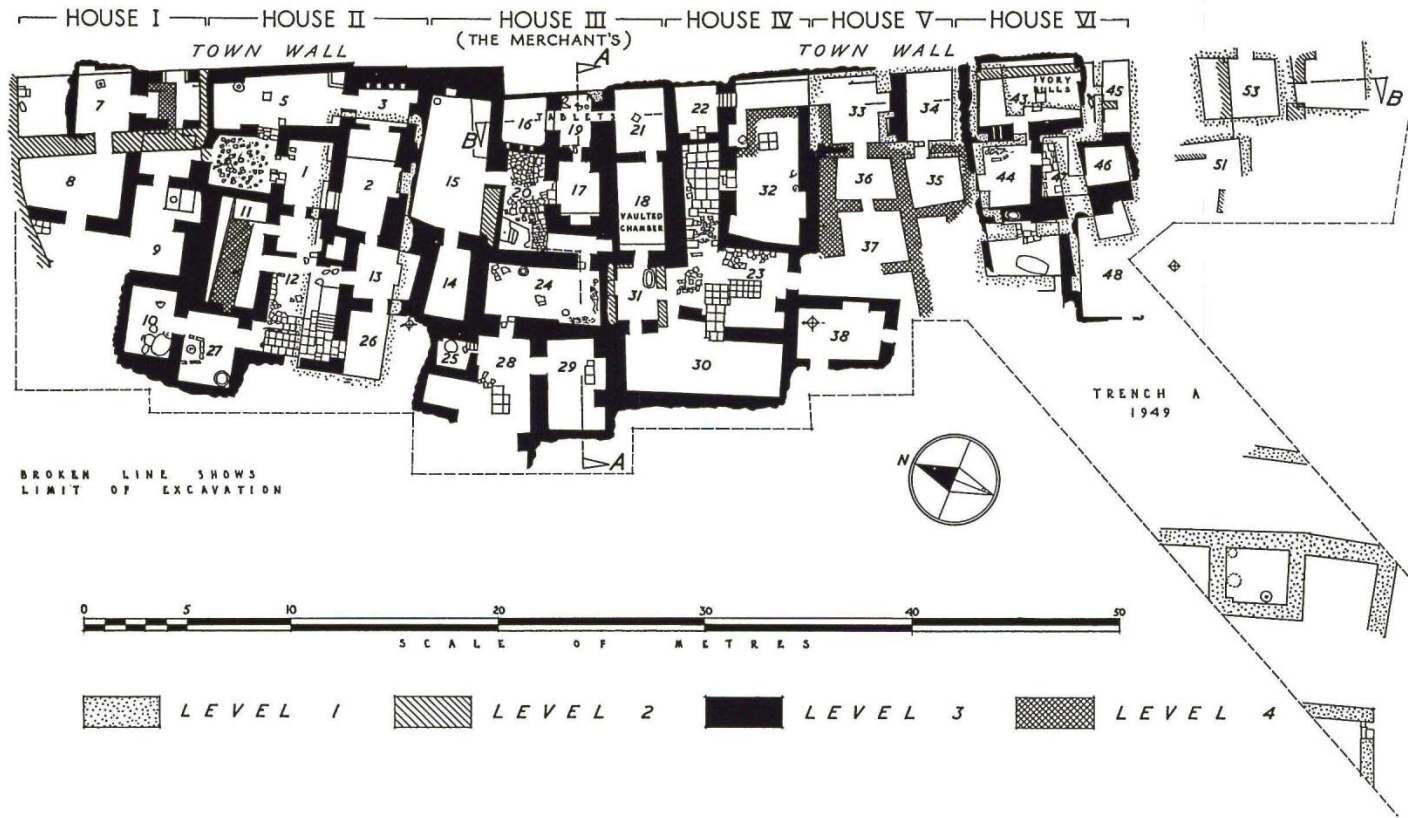 HOUSE I HOUSE II HOUSE III HOUSE IV HOUSE V HOUSE VI
(THE MERCHANT'S)
TOWN WALL TOWN WALL
A
B
B
7 5 3 16 TABLETS 19 21 22 33 34 43 IVORY BULLS 45 53
8 1 2 15 20 17 18 VAULTED CHAMBER 32 36 35 44 47 46 51
9 11 12 13 14 24 31 23 37 48
10 27 26 25 28 29 30 38
A
TRENCH A
1949
BROKEN LINE SHOWS
LIMIT OF EXCAVATION
N
0 5 10 20 30 40 50
SCALE OF METRES
LEVEL 1 LEVEL 2 LEVEL 3 LEVEL 4